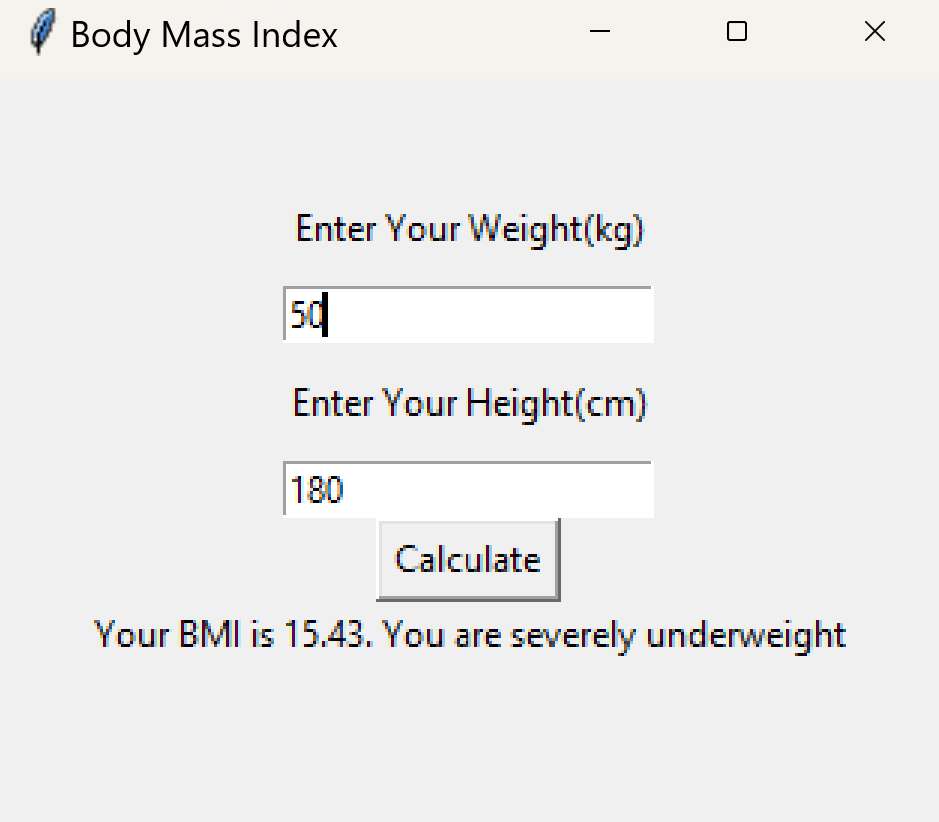 Body Mass Index
Enter Your Weight(kg)
50
Enter Your Height(cm)
180
Calculate
Your BMI is 15.43. You are severely underweight